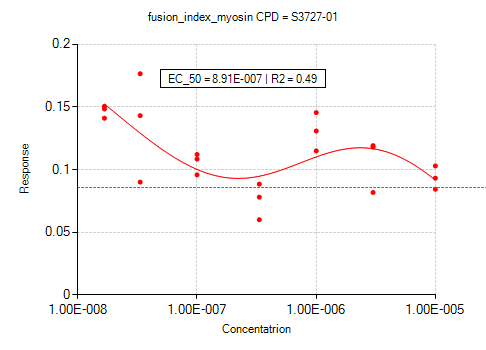 fusion_index_myosin CPD = S3727-01
EC_50 = 8.91E-007 | R2 = 0.49
Response
0.2
0.15
0.1
0.05
0
1.00E-008 1.00E-007 1.00E-006 1.00E-005
Concentatrion